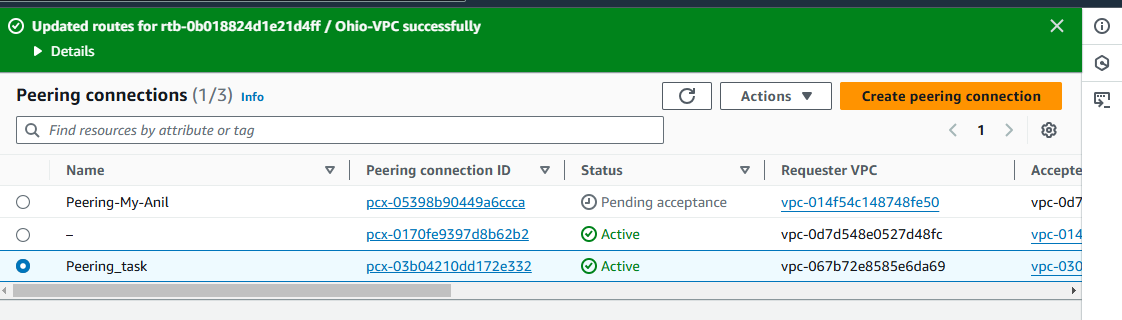 Updated routes for rtb-0b018824d1e21d4ff / Ohio-VPC successfully
Details
Peering connections (1/3) Info
Actions
Create peering connection
Find resources by attribute or tag
1
Name Peering connection ID Status Requester VPC Accepte
Peering-My-Anil pcx-05398b90449a6ccca Pending acceptance vpc-014f54c148748fe50 vpc-0d7
– pcx-0170fe9397d8b62b2 Active vpc-0d7d548e0527d48fc vpc-014
Peering_task pcx-03b04210dd172e332 Active vpc-067b72e8585e6da69 vpc-030